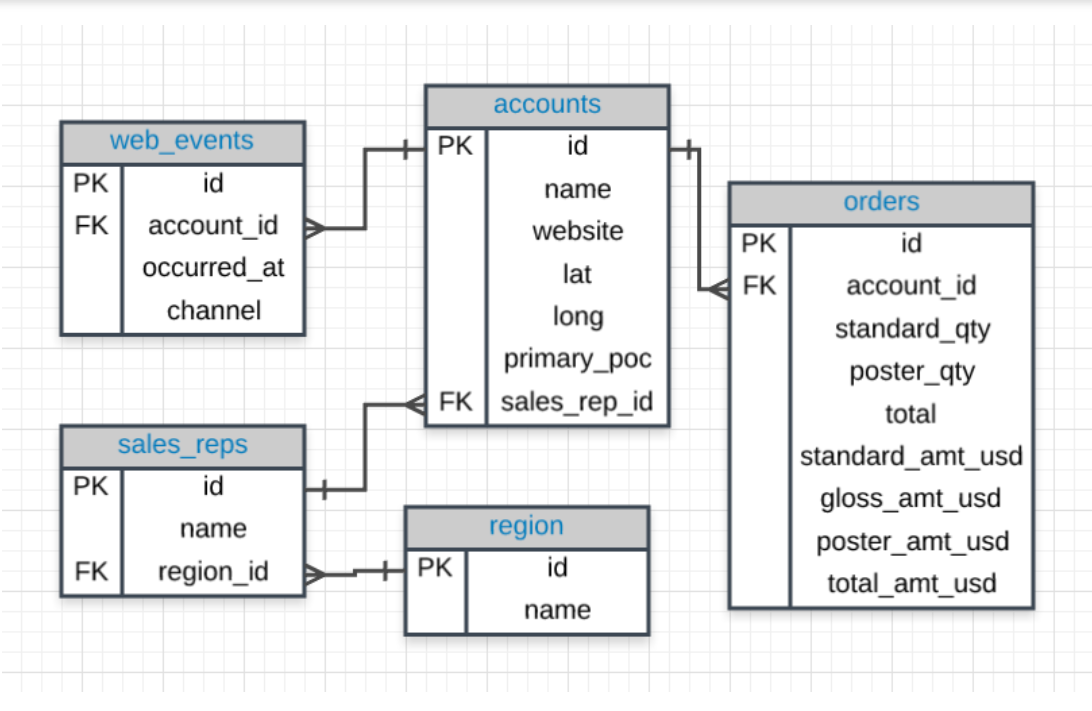 web_events
PK id
FK account_id
occurred_at
channel
accounts
PK id
name
website
lat
long
primary_poc
FK sales_rep_id
orders
PK id
FK account_id
standard_qty
poster_qty
total
standard_amt_usd
gloss_amt_usd
poster_amt_usd
total_amt_usd
sales_reps
PK id
name
FK region_id
region
PK id
name